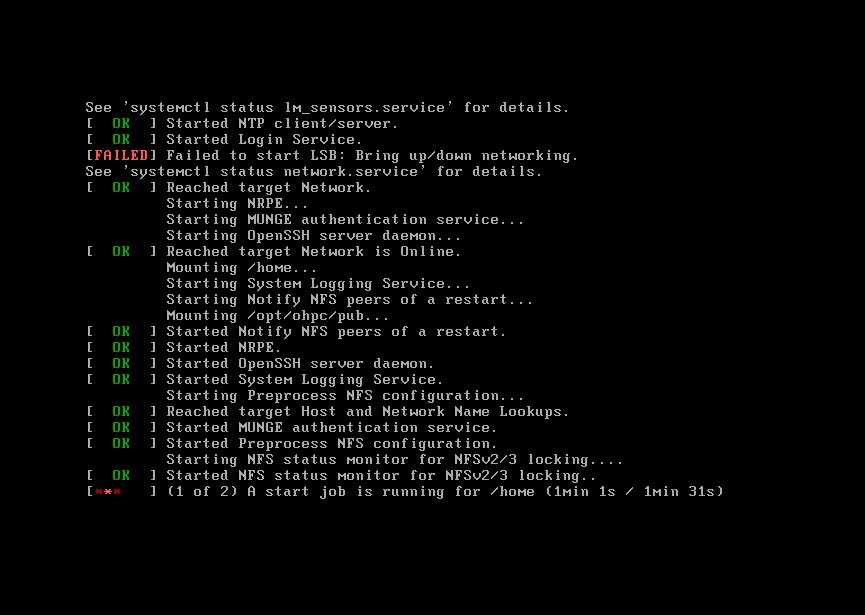 See 'systemctl status lm_sensors.service' for details.
[  OK  ] Started NTP client/server.
[  OK  ] Started Login Service.
[FAILED] Failed to start LSB: Bring up/down networking.
See 'systemctl status network.service' for details.
[  OK  ] Reached target Network.
         Starting NRPE...
         Starting MUNGE authentication service...
         Starting OpenSSH server daemon...
[  OK  ] Reached target Network is Online.
         Mounting /home...
         Starting System Logging Service...
         Starting Notify NFS peers of a restart...
         Mounting /opt/ohpc/pub...
[  OK  ] Started Notify NFS peers of a restart.
[  OK  ] Started NRPE.
[  OK  ] Started OpenSSH server daemon.
[  OK  ] Started System Logging Service.
         Starting Preprocess NFS configuration...
[  OK  ] Reached target Host and Network Name Lookups.
[  OK  ] Started MUNGE authentication service.
[  OK  ] Started Preprocess NFS configuration.
         Starting NFS status monitor for NFSv2/3 locking....
[  OK  ] Started NFS status monitor for NFSv2/3 locking..
[***   ] (1 of 2) A start job is running for /home (1min 1s / 1min 31s)